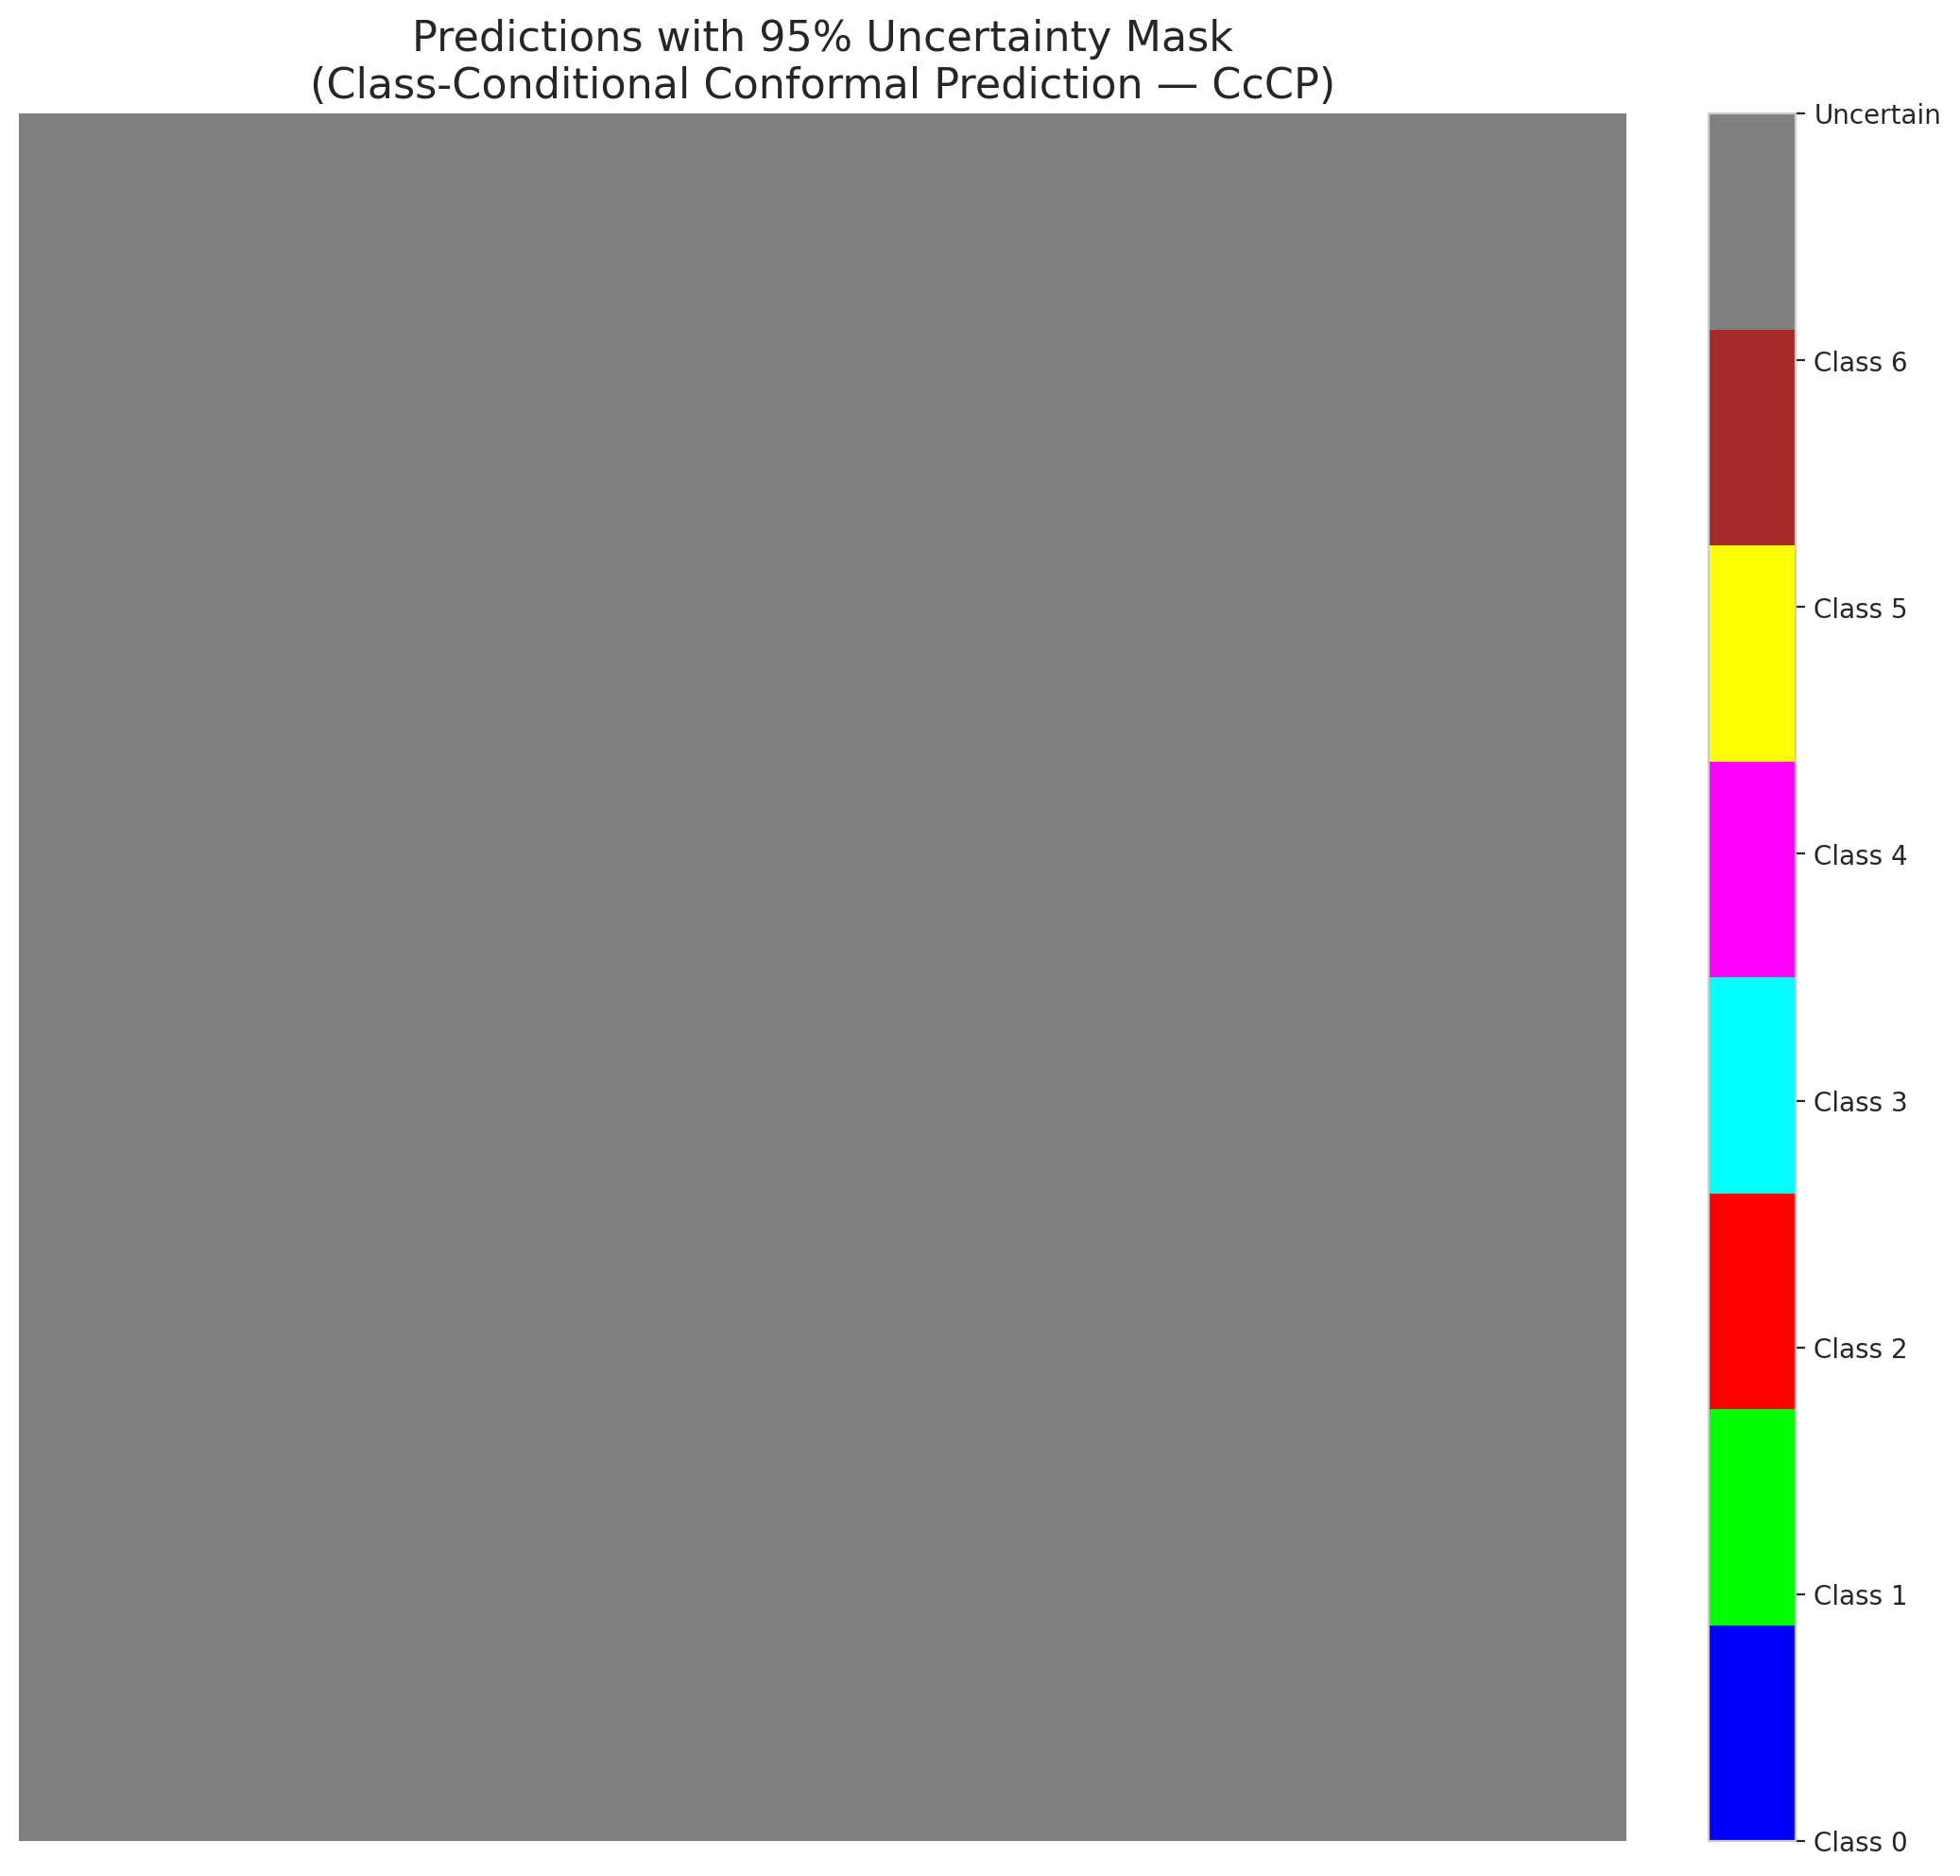 Predictions with 95% Uncertainty Mask
(Class-Conditional Conformal Prediction — CcCP)
Uncertain
Class 6
Class 5
Class 4
Class 3
Class 2
Class 1
Class 0